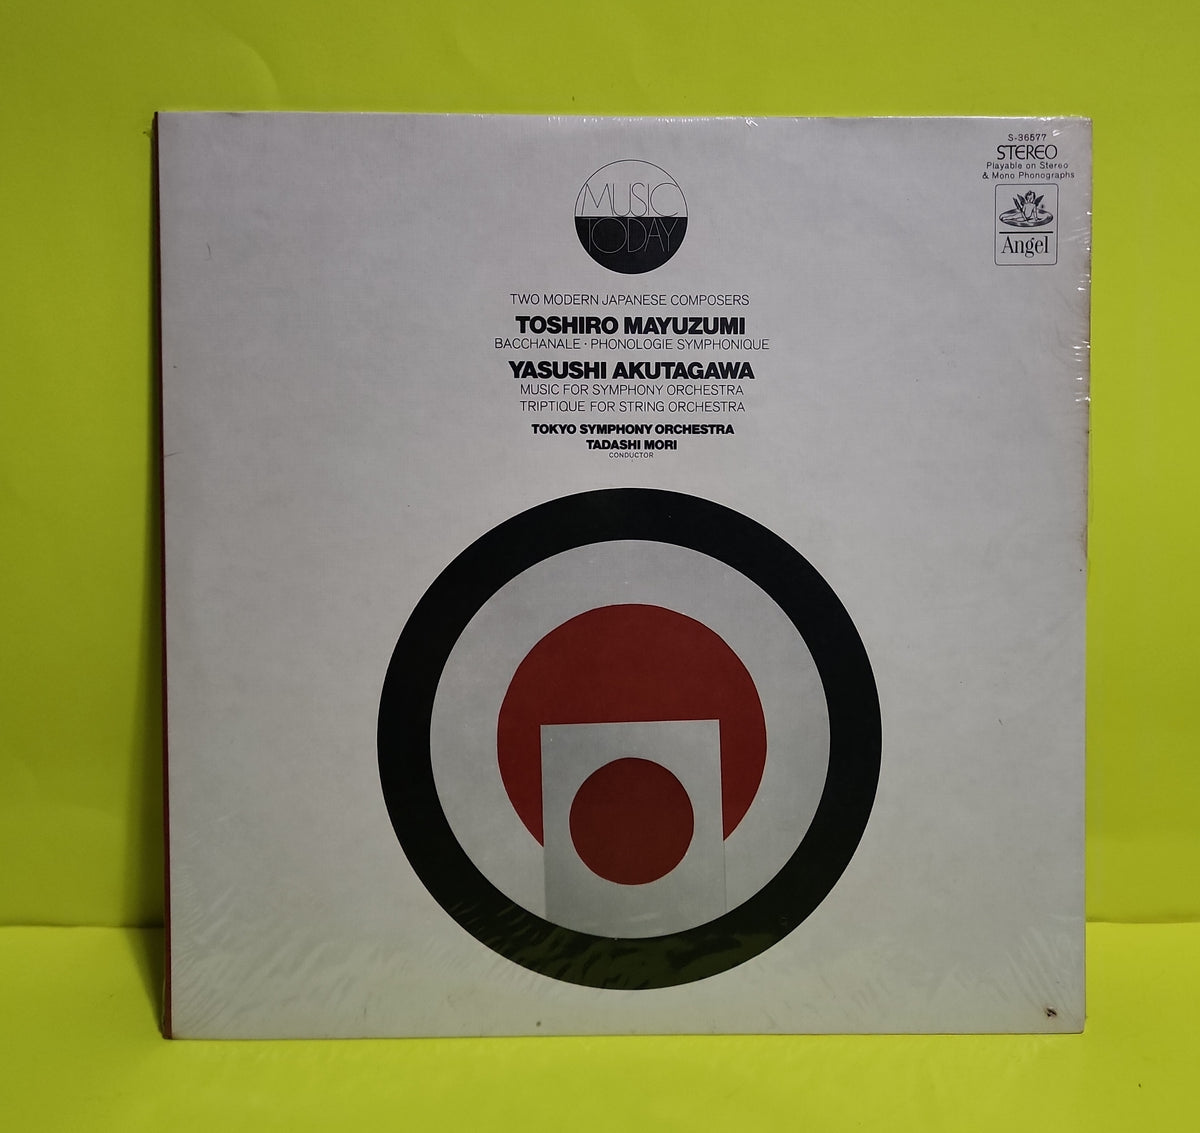 S-36577
STEREO
Playable on Stereo
& Mono Phonographs
Angel
MUSIC
TODAY
TWO MODERN JAPANESE COMPOSERS
TOSHIRO MAYUZUMI
BACCHANALE · PHONOLOGIE SYMPHONIQUE
YASUSHI AKUTAGAWA
MUSIC FOR SYMPHONY ORCHESTRA
TRIPTIQUE FOR STRING ORCHESTRA
TOKYO SYMPHONY ORCHESTRA
TADASHI MORI
CONDUCTOR